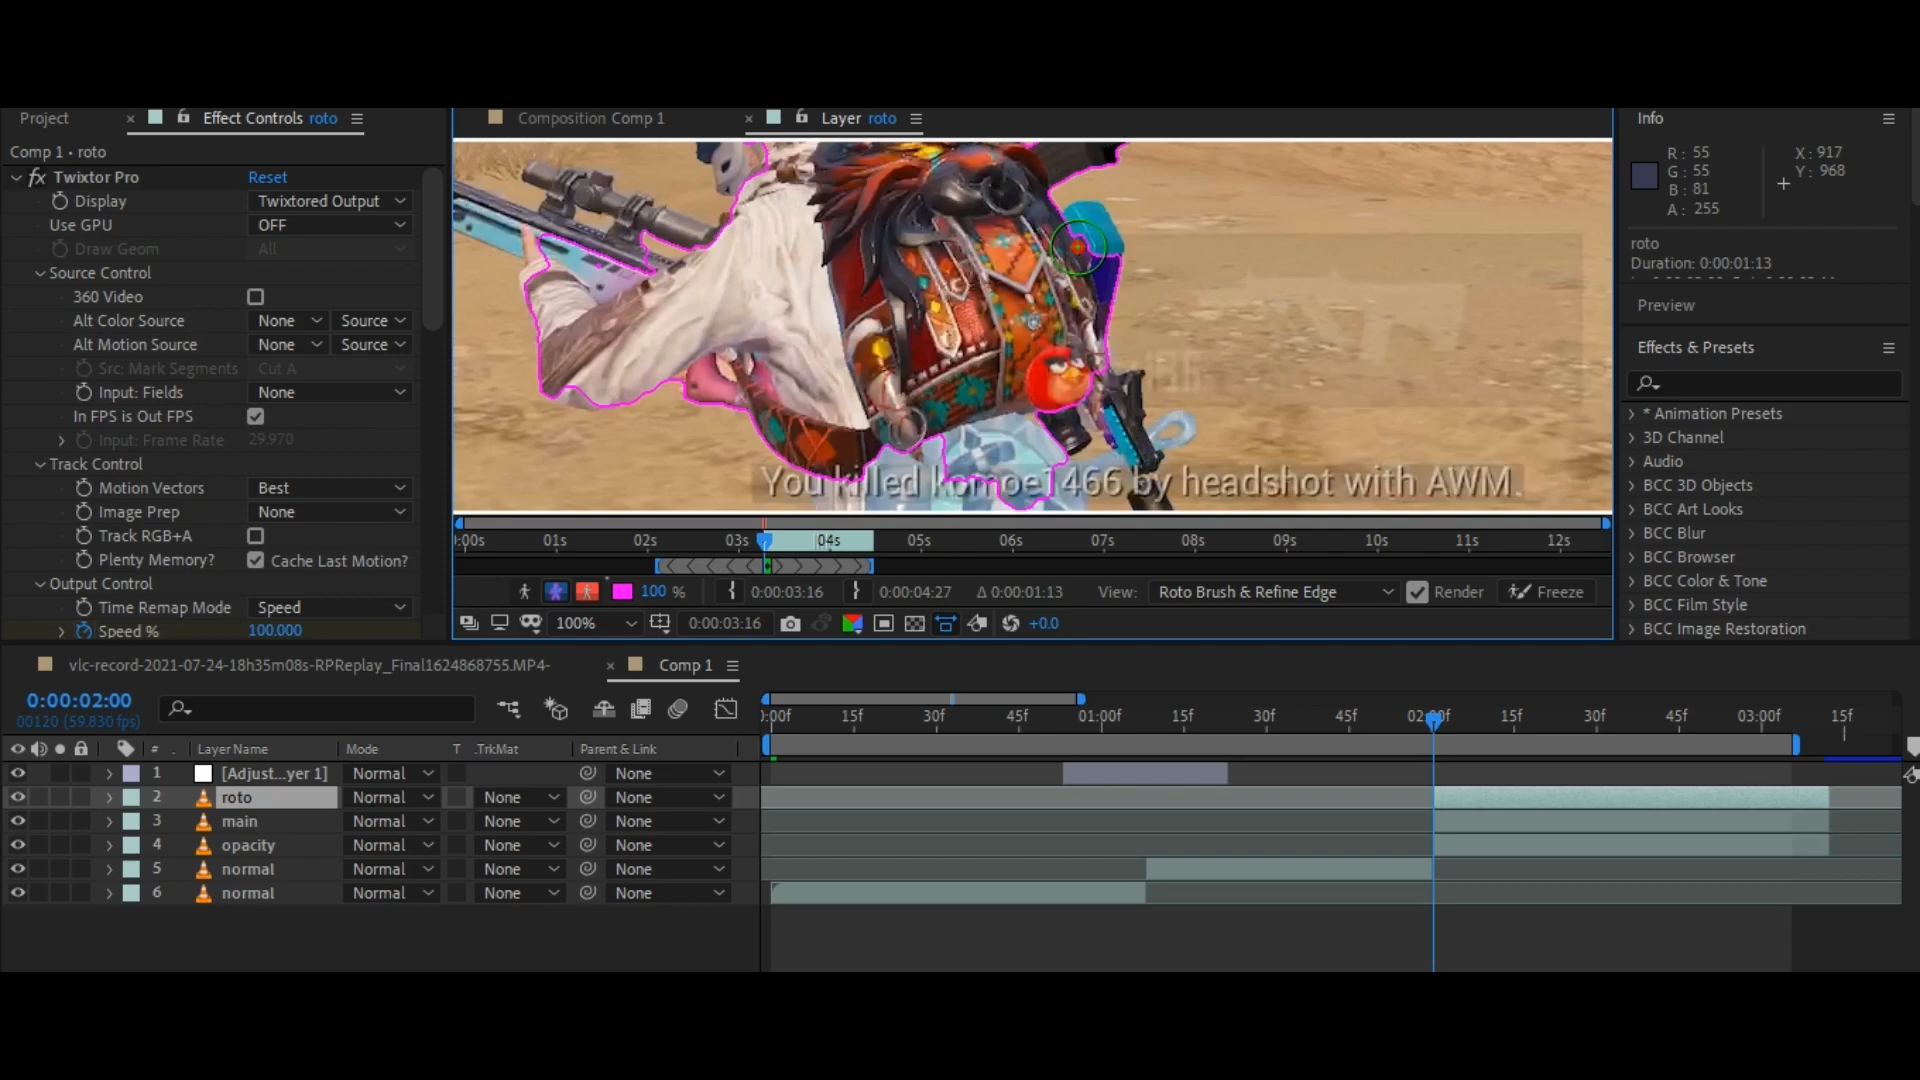 Project
Effect Controls roto
Composition Comp 1
Layer roto
Info
Comp 1 • roto
fx Twixtor Pro Reset
Display Twixtored Output
Use GPU OFF
Draw Geom All
Source Control
360 Video
Alt Color Source None Source
Alt Motion Source None Source
Src: Mark Segments Cut A
Input: Fields None
In FPS is Out FPS
Input: Frame Rate 29.970
Track Control
Motion Vectors Best
Image Prep None
Track RGB+A
Plenty Memory? Cache Last Motion?
Output Control
Time Remap Mode Speed
Speed % 100.000
You killed kompe1466 by headshot with AWM.
:00s 01s 02s 03s 04s 05s 06s 07s 08s 09s 10s 11s 12s
100 % 0:00:03:16 0:00:04:27 Δ 0:00:01:13 View: Roto Brush & Refine Edge Render Freeze
100% 0:00:03:16 +0.0
R: 55 X: 917
G: 55 Y: 968
B: 81
A: 255
roto
Duration: 0:00:01:13
Preview
Effects & Presets
* Animation Presets
3D Channel
Audio
BCC 3D Objects
BCC Art Looks
BCC Blur
BCC Browser
BCC Color & Tone
BCC Film Style
BCC Image Restoration
vlc-record-2021-07-24-18h35m08s-RPReplay_Final1624868755.MP4-
Comp 1
0:00:02:00
00120 (59.830 fps)
:00f 15f 30f 45f 01:00f 15f 30f 45f 02:00f 15f 30f 45f 03:00f 15f
# Layer Name Mode T .TrkMat Parent & Link
1 [Adjust...yer 1] Normal None
2 roto Normal None None
3 main Normal None None
4 opacity Normal None None
5 normal Normal None None
6 normal Normal None None